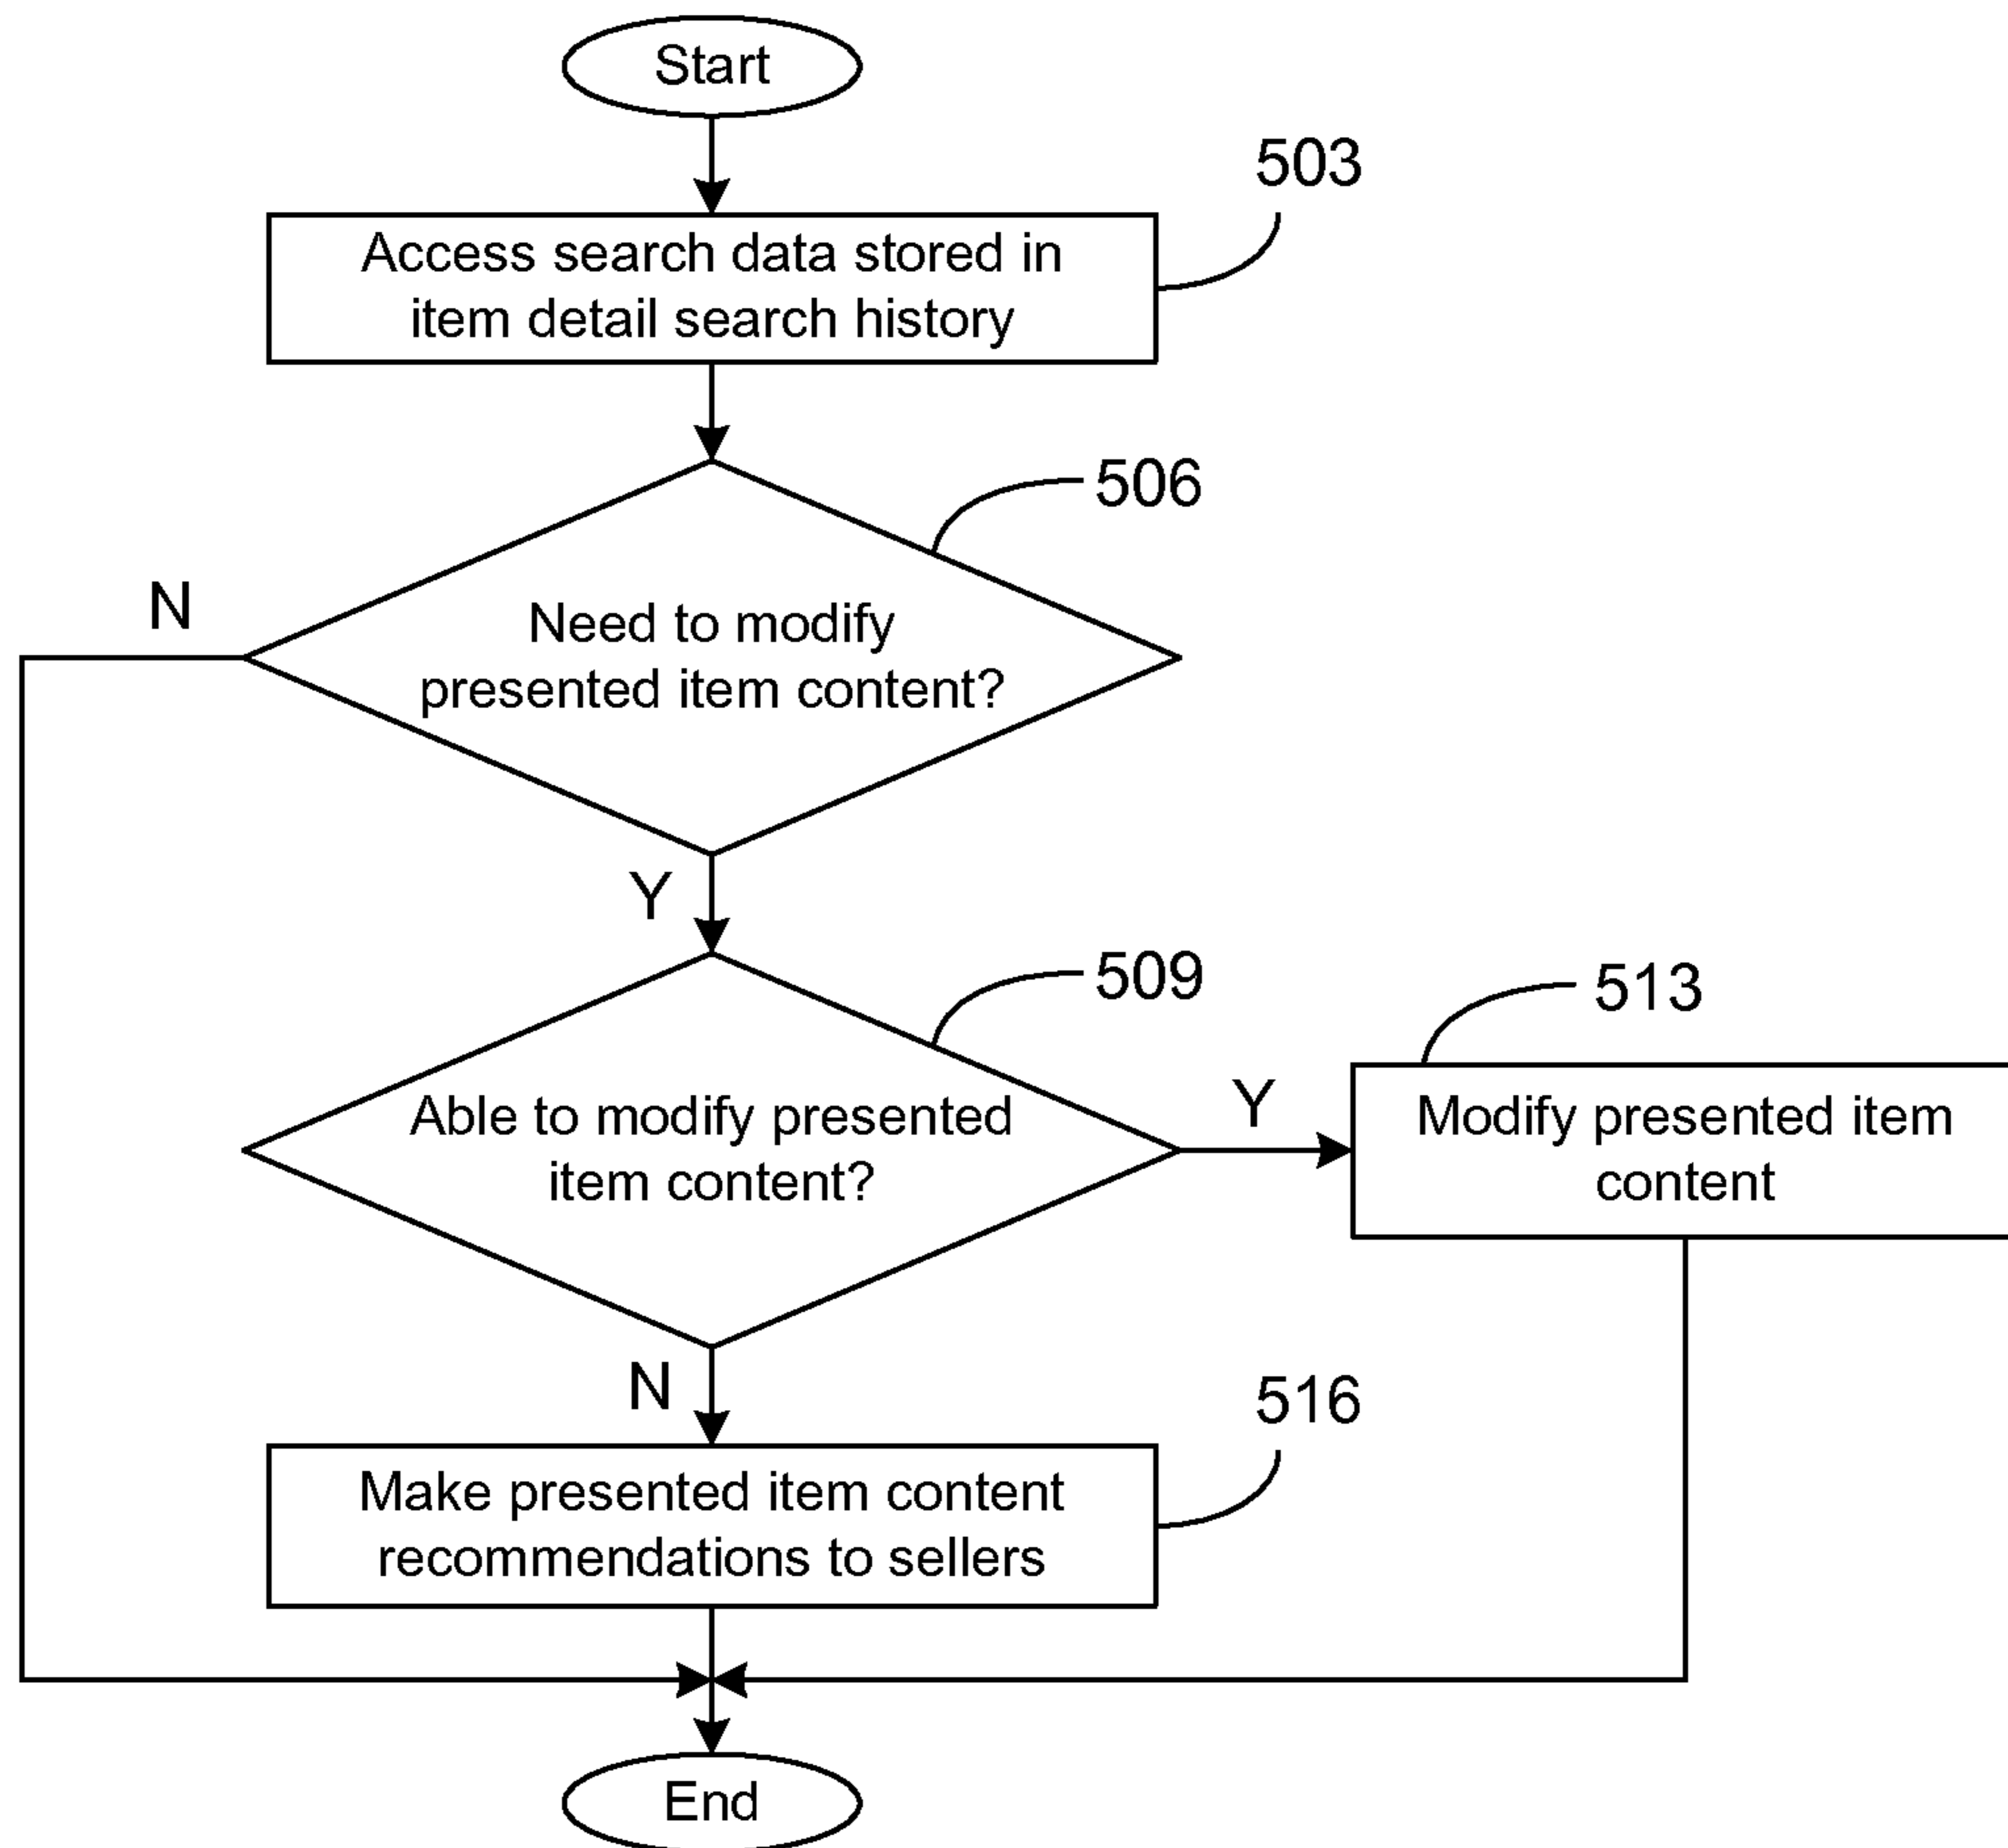 Start
503
Access search data stored in
item detail search history
506
N
Need to modify
presented item content?
Y
509
513
Able to modify presented
item content?
Y
Modify presented item
content
N
516
Make presented item content
recommendations to sellers
End